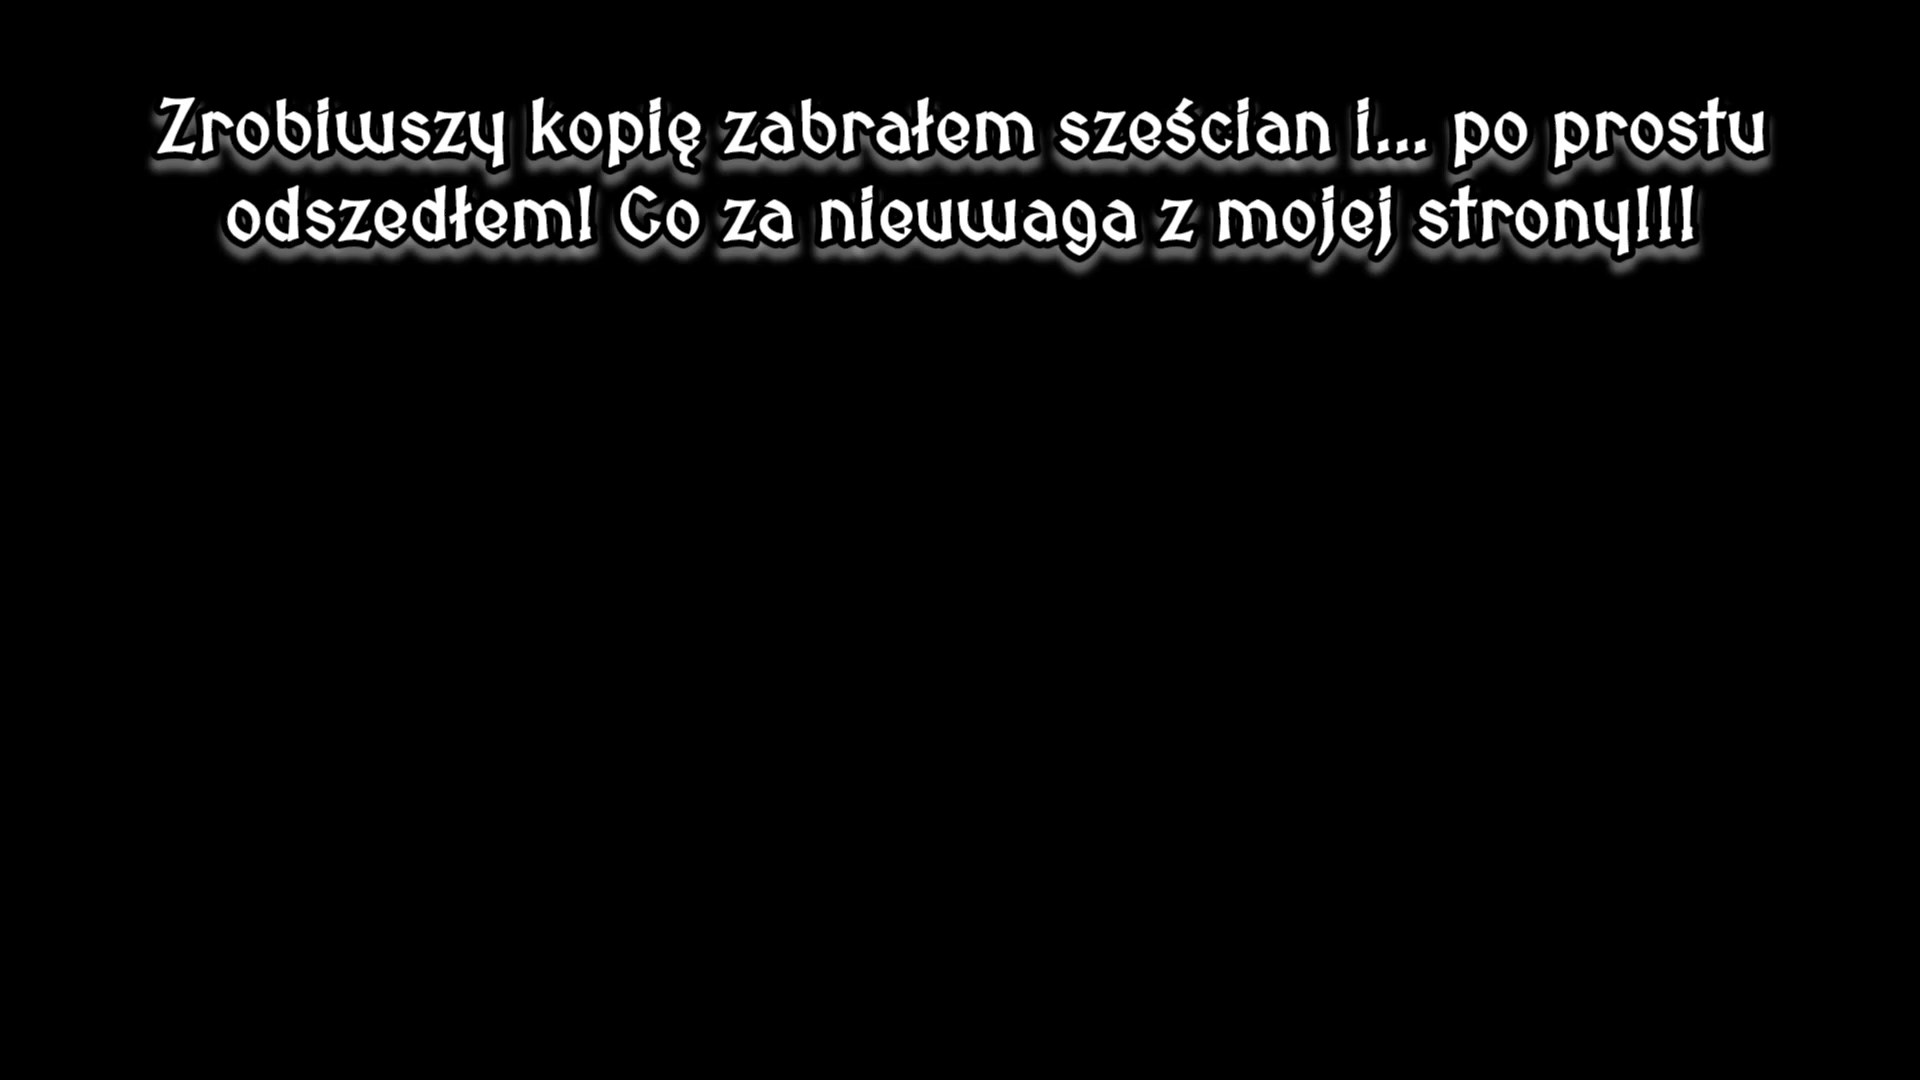 Zrobiwszy kopię zabrałem sześcian i... po prostu
odszedłem! Co za nieuwaga z mojej strony!!!